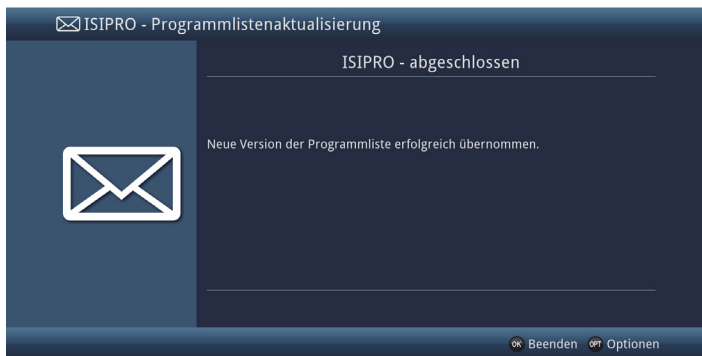 ISIPRO - Programmlistenaktualisierung
ISIPRO - abgeschlossen
Neue Version der Programmliste erfolgreich übernommen.
OK Beenden OPT Optionen